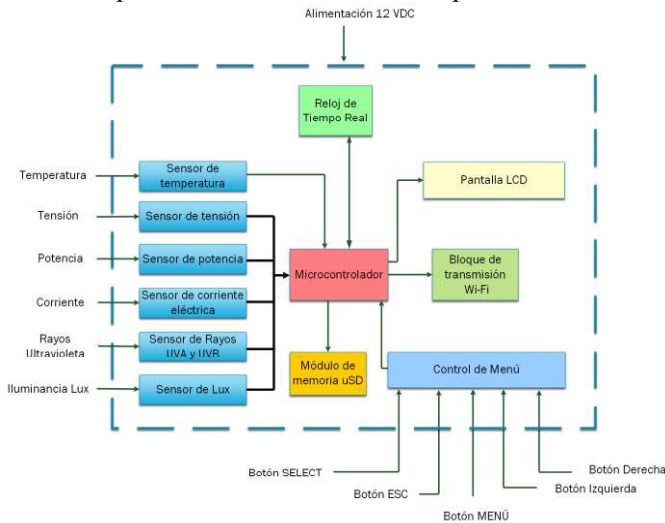 Alimentación 12 VDC
Reloj de
Tiempo Real
Temperatura
Sensor de
temperatura
Pantalla LCD
Tensión
Sensor de tensión
Potencia
Sensor de potencia
Microcontrolador
Bloque de
transmisión
Wi-Fi
Corriente
Sensor de corriente
eléctrica
Rayos
Ultravioleta
Sensor de Rayos
UVA y UVB
Módulo de
memoria uSD
Control de Menú
Iluminancia Lux
Sensor de Lux
Botón SELECT
Botón ESC
Botón MENÚ
Botón Izquierda
Botón Derecha